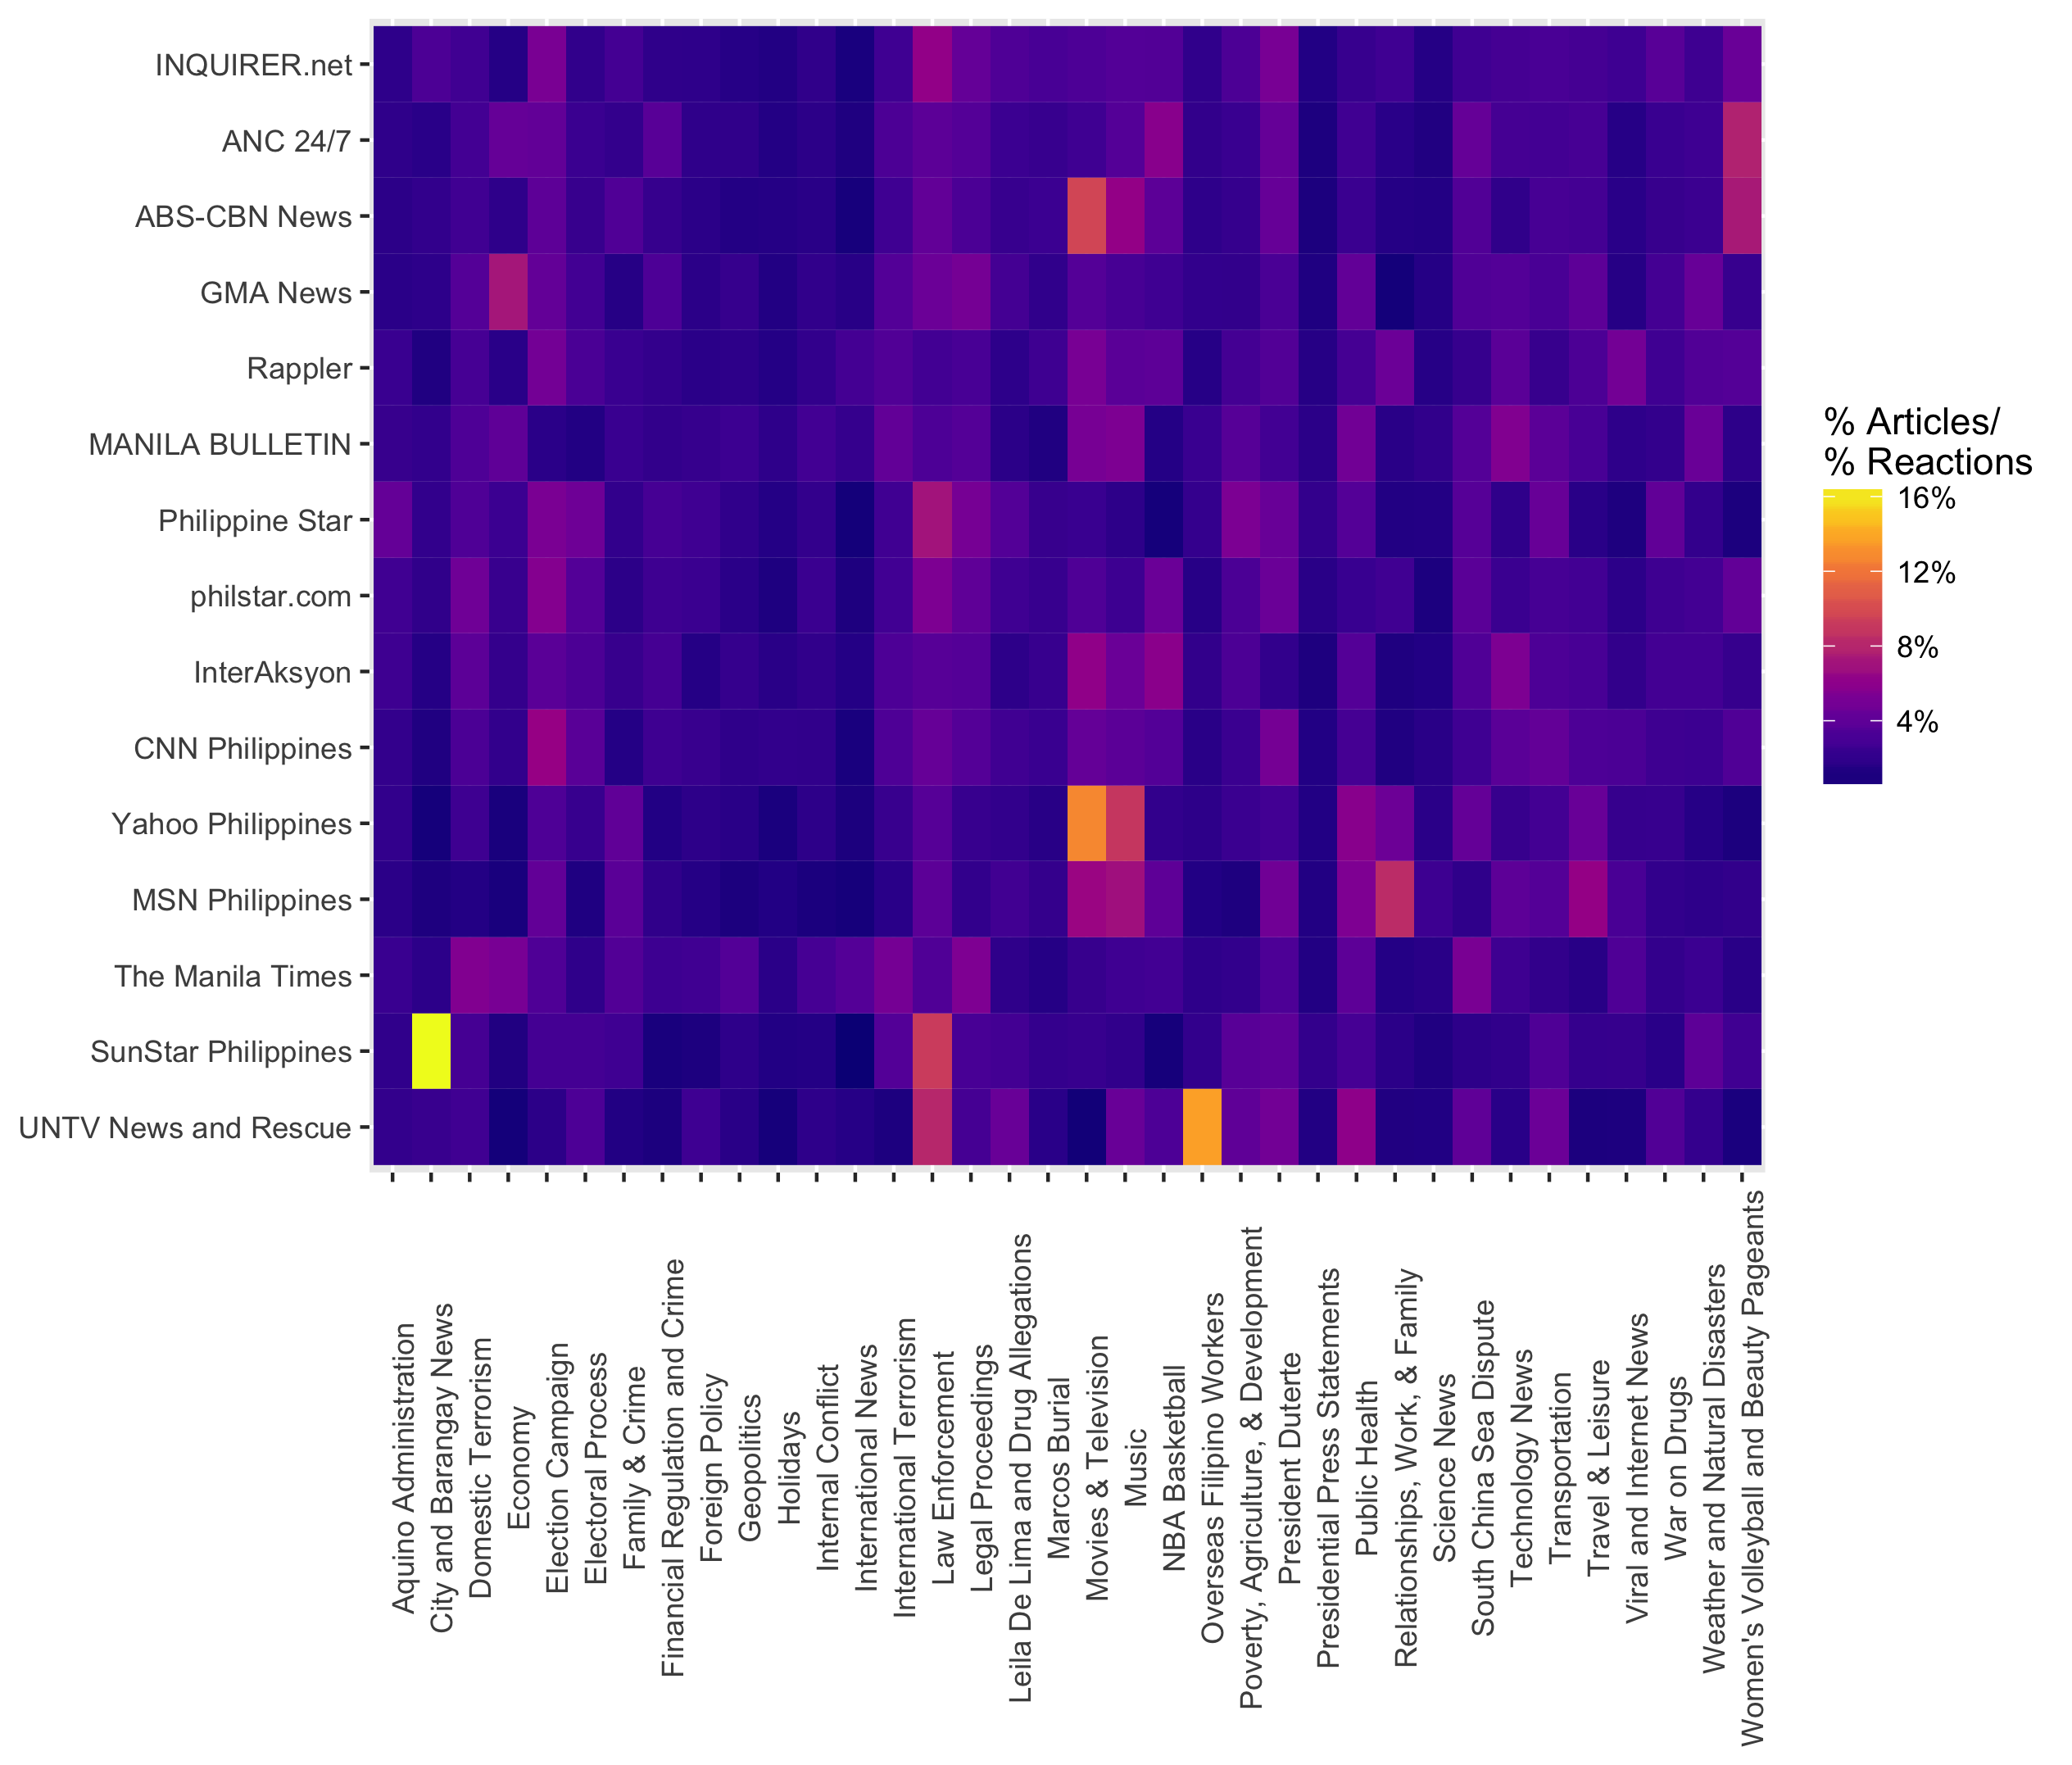 INQUIRER.net
ANC 24/7
ABS-CBN News
GMA News
Rappler
MANILA BULLETIN
Philippine Star
philstar.com
InterAksyon
CNN Philippines
Yahoo Philippines
MSN Philippines
The Manila Times
SunStar Philippines
UNTV News and Rescue
% Articles/
% Reactions
16%
12%
8%
4%
Aquino Administration
City and Barangay News
Domestic Terrorism
Economy
Election Campaign
Electoral Process
Family & Crime
Financial Regulation and Crime
Foreign Policy
Geopolitics
Holidays
Internal Conflict
International News
International Terrorism
Law Enforcement
Legal Proceedings
Leila De Lima and Drug Allegations
Marcos Burial
Movies & Television
Music
NBA Basketball
Overseas Filipino Workers
Poverty, Agriculture, & Development
President Duterte
Presidential Press Statements
Public Health
Relationships, Work, & Family
Science News
South China Sea Dispute
Technology News
Transportation
Travel & Leisure
Viral and Internet News
War on Drugs
Weather and Natural Disasters
Women's Volleyball and Beauty Pageants